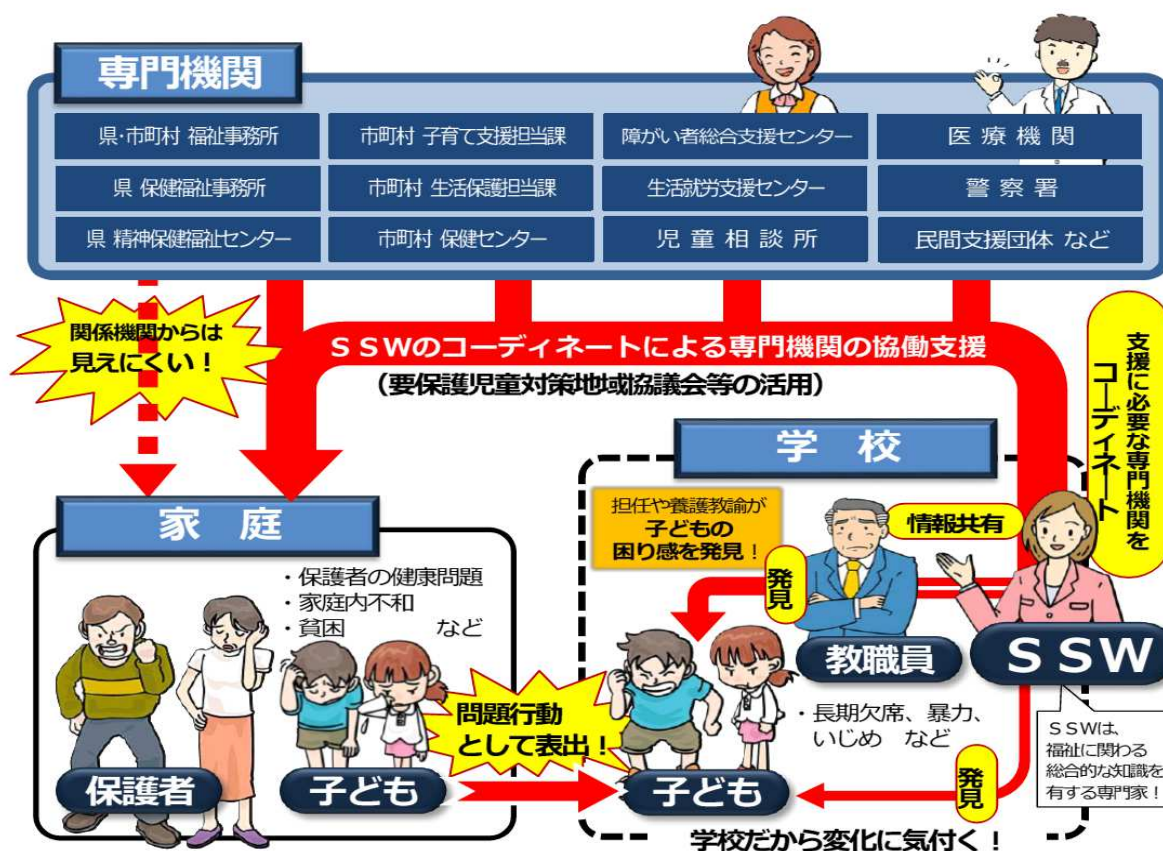 専門機関
県・市町村 福祉事務所
市町村 子育て支援担当課
障がい者総合支援センター
医療機関
県 保健福祉事務所
市町村 生活保護担当課
生活就労支援センター
警察署
県 精神保健福祉センター
市町村 保健センター
児童相談所
民間支援団体 など
関係機関からは
見えにくい！
SSWのコーディネートによる専門機関の協働支援
（要保護児童対策地域協議会等の活用）
支援に必要な専門機関を
コーディネート
学 校
担任や養護教諭が
子どもの
困り感を発見！
情報共有
発見
家 庭
・保護者の健康問題
・家庭内不和
・貧困 など
教職員
SSW
問題行動
として表出！
・長期欠席、暴力、
いじめ など
発見
SSWは、
福祉に関わる
総合的な知識を
有する専門家！
保護者
子ども
子ども
学校だから変化に気付く！